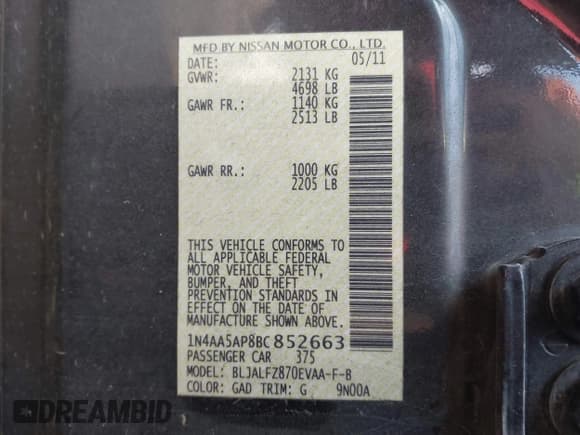 MFD BY NISSAN MOTOR CO., LTD.
DATE: 05/11
GVWR: 2131 KG
4698 LB
GAWR FR.: 1140 KG
2513 LB
GAWR RR.: 1000 KG
2205 LB
THIS VEHICLE CONFORMS TO
ALL APPLICABLE FEDERAL
MOTOR VEHICLE SAFETY,
BUMPER, AND THEFT
PREVENTION STANDARDS IN
EFFECT ON THE DATE OF
MANUFACTURE SHOWN ABOVE.
1N4AA5AP8BC852663
PASSENGER CAR 375
MODEL: BLJALFZ870EVAA-F-B
COLOR: GAD TRIM: G 9N00A
DREAMBID